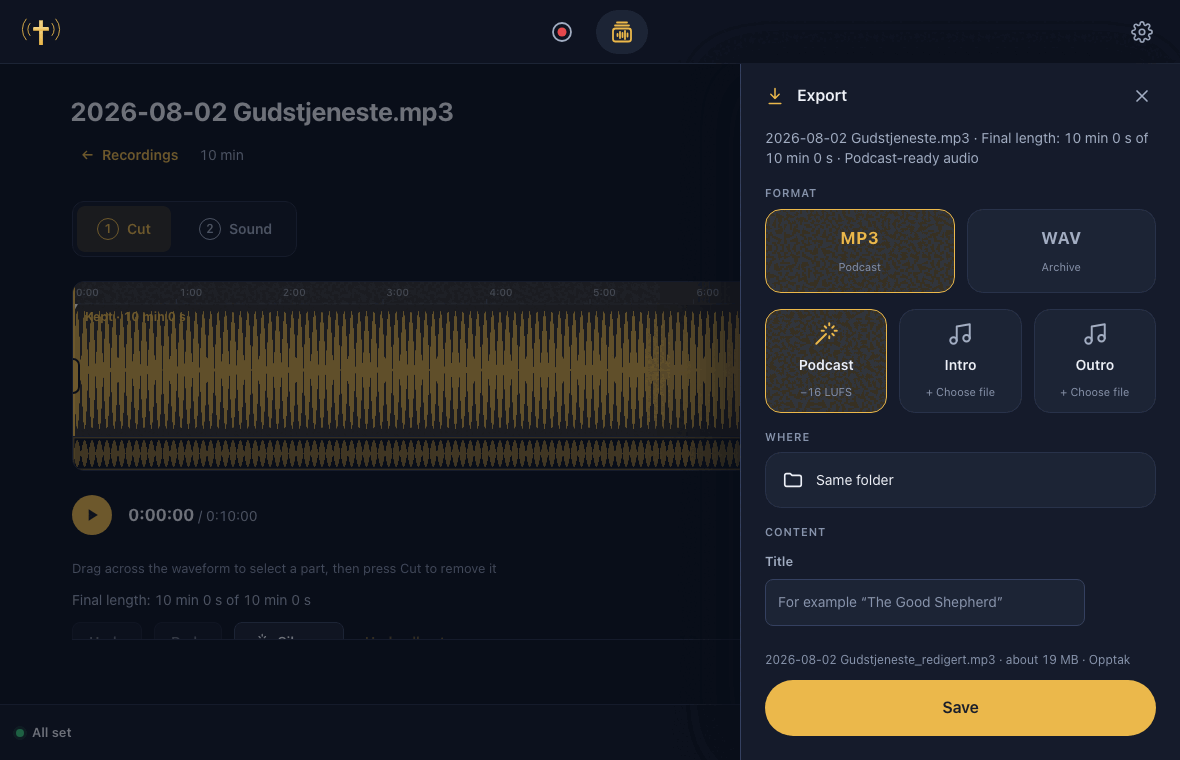 Export
2026-08-02 Gudstjeneste.mp3
← Recordings
10 min
1 Cut
2 Sound
0:00 1:00 2:00 3:00 4:00 5:00 6:00
Kept · 10 min 0 s
0:00:00 / 0:10:00
Drag across the waveform to select a part, then press Cut to remove it
Final length: 10 min 0 s of 10 min 0 s
All set
2026-08-02 Gudstjeneste.mp3 · Final length: 10 min 0 s of
10 min 0 s · Podcast-ready audio
FORMAT
MP3
Podcast
WAV
Archive
Podcast
−16 LUFS
Intro
+ Choose file
Outro
+ Choose file
WHERE
Same folder
CONTENT
Title
For example “The Good Shepherd”
2026-08-02 Gudstjeneste_redigert.mp3 · about 19 MB · Opptak
Save